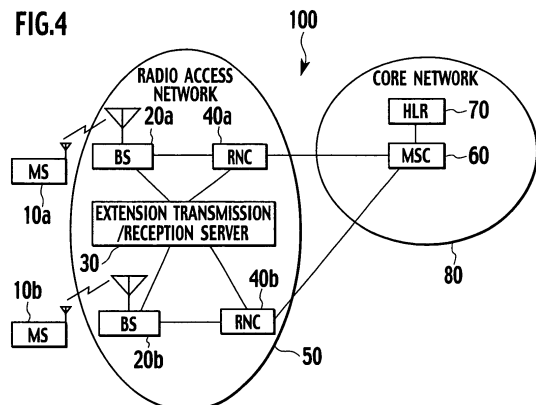 FIG.4
100
RADIO ACCESS
NETWORK
CORE NETWORK
20a
40a
HLR
70
BS
RNC
MSC
60
MS
10a
EXTENSION TRANSMISSION
/RECEPTION SERVER
30
80
10b
40b
MS
BS
RNC
20b
50